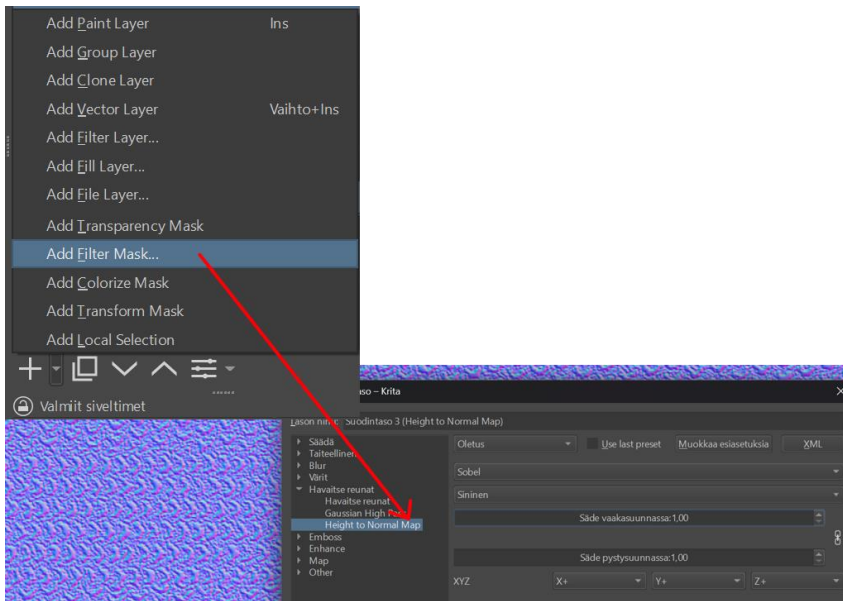 Add Paint Layer Ins
Add Group Layer
Add Clone Layer
Add Vector Layer Vaihto+Ins
Add Filter Layer...
Add Fill Layer...
Add File Layer...
Add Transparency Mask
Add Filter Mask...
Add Colorize Mask
Add Transform Mask
Add Local Selection
Valmiit siveltimet
aso – Krita
Tason nimi: Suodintaso 3 (Height to Normal Map)
Säädä
Taiteellinen
Blur
Värit
Havaitse reunat
Havaitse reunat
Gaussian High Pass
Height to Normal Map
Emboss
Enhance
Map
Other
Oletus Use last preset Muokkaa esiasetuksia XML
Sobel
Sininen
Säde vaakasuunnassa:1,00
Säde pystysuunnassa:1,00
XYZ X+ Y+ Z+